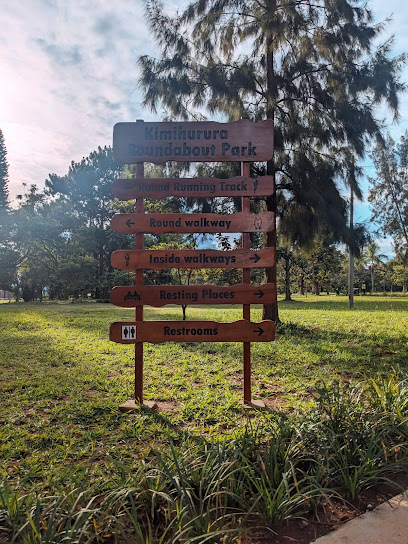 Kimihurura
Roundabout Park
Round Running Track
Round walkway
Inside walkways
Resting Places
Restrooms